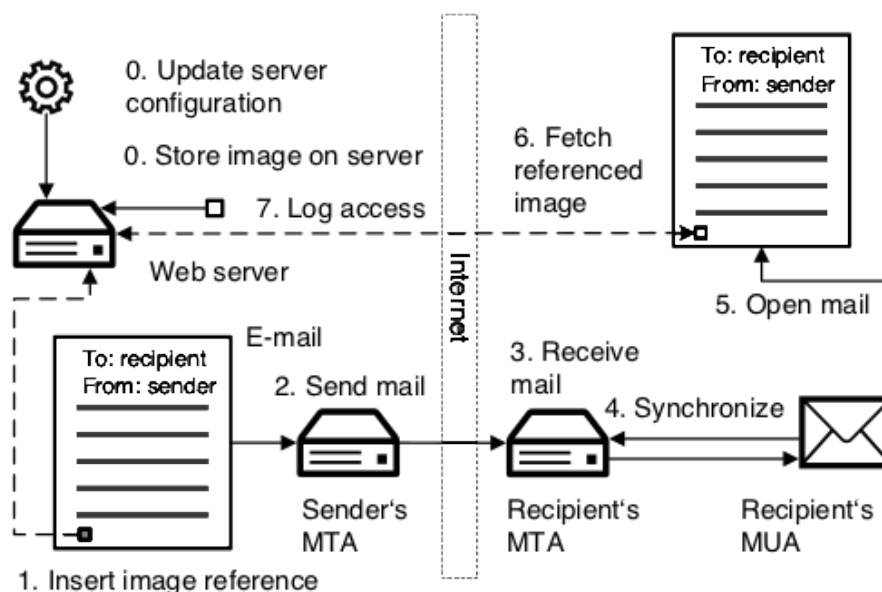 0. Update server
configuration
0. Store image on server
7. Log access
Web server
6. Fetch
referenced
image
To: recipient
From: sender
5. Open mail
Internet
E-mail
To: recipient
From: sender
2. Send mail
3. Receive
mail
4. Synchronize
Sender‘s
MTA
Recipient‘s
MTA
Recipient‘s
MUA
1. Insert image reference